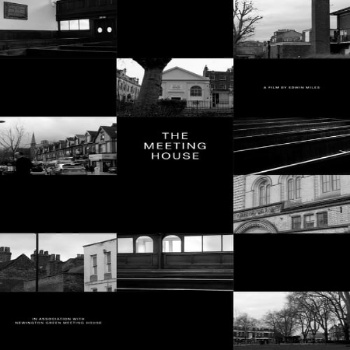 A FILM BY EDWIN MILES
THE
MEETING
HOUSE
IN ASSOCIATION WITH
NEWINGTON GREEN MEETING HOUSE